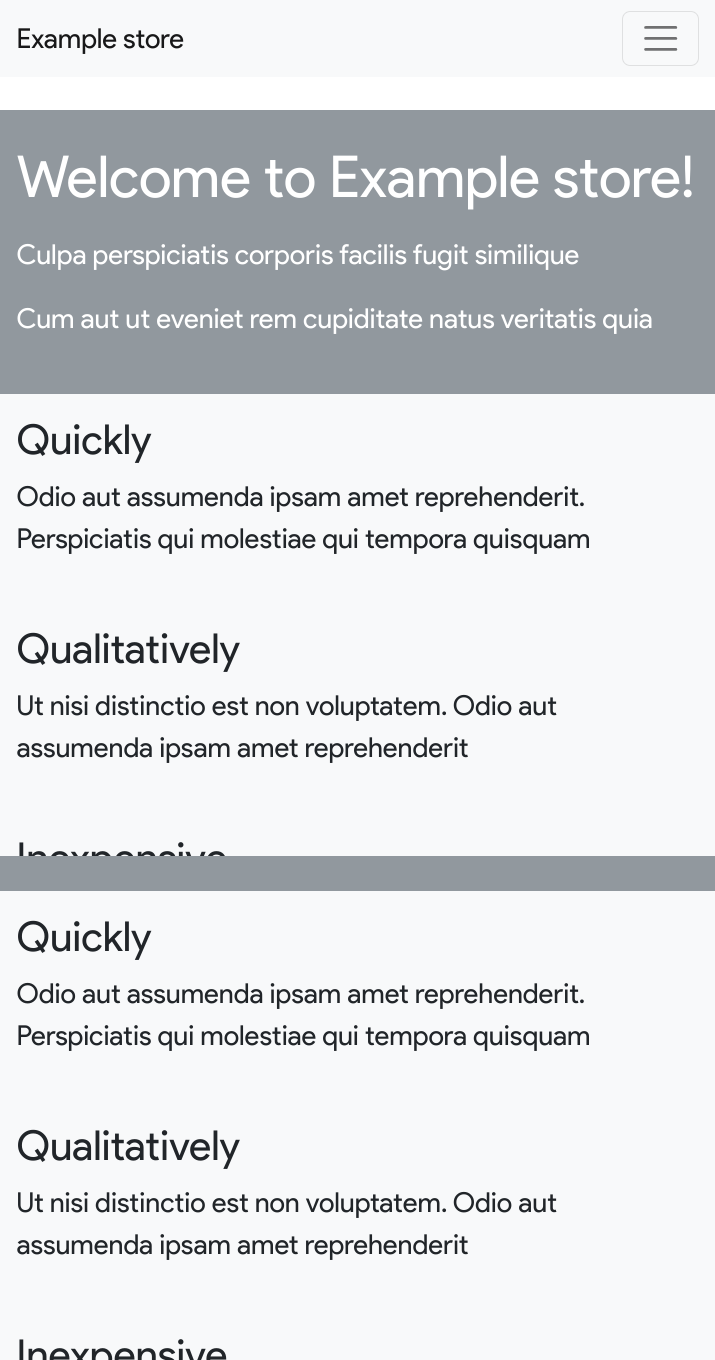 Example store
Welcome to Example store!
Culpa perspiciatis corporis facilis fugit similique
Cum aut ut eveniet rem cupiditate natus veritatis quia
Quickly
Odio aut assumenda ipsam amet reprehenderit.
Perspiciatis qui molestiae qui tempora quisquam
Qualitatively
Ut nisi distinctio est non voluptatem. Odio aut
assumenda ipsam amet reprehenderit
Inexpensive
Quickly
Odio aut assumenda ipsam amet reprehenderit.
Perspiciatis qui molestiae qui tempora quisquam
Qualitatively
Ut nisi distinctio est non voluptatem. Odio aut
assumenda ipsam amet reprehenderit
Inexpensive